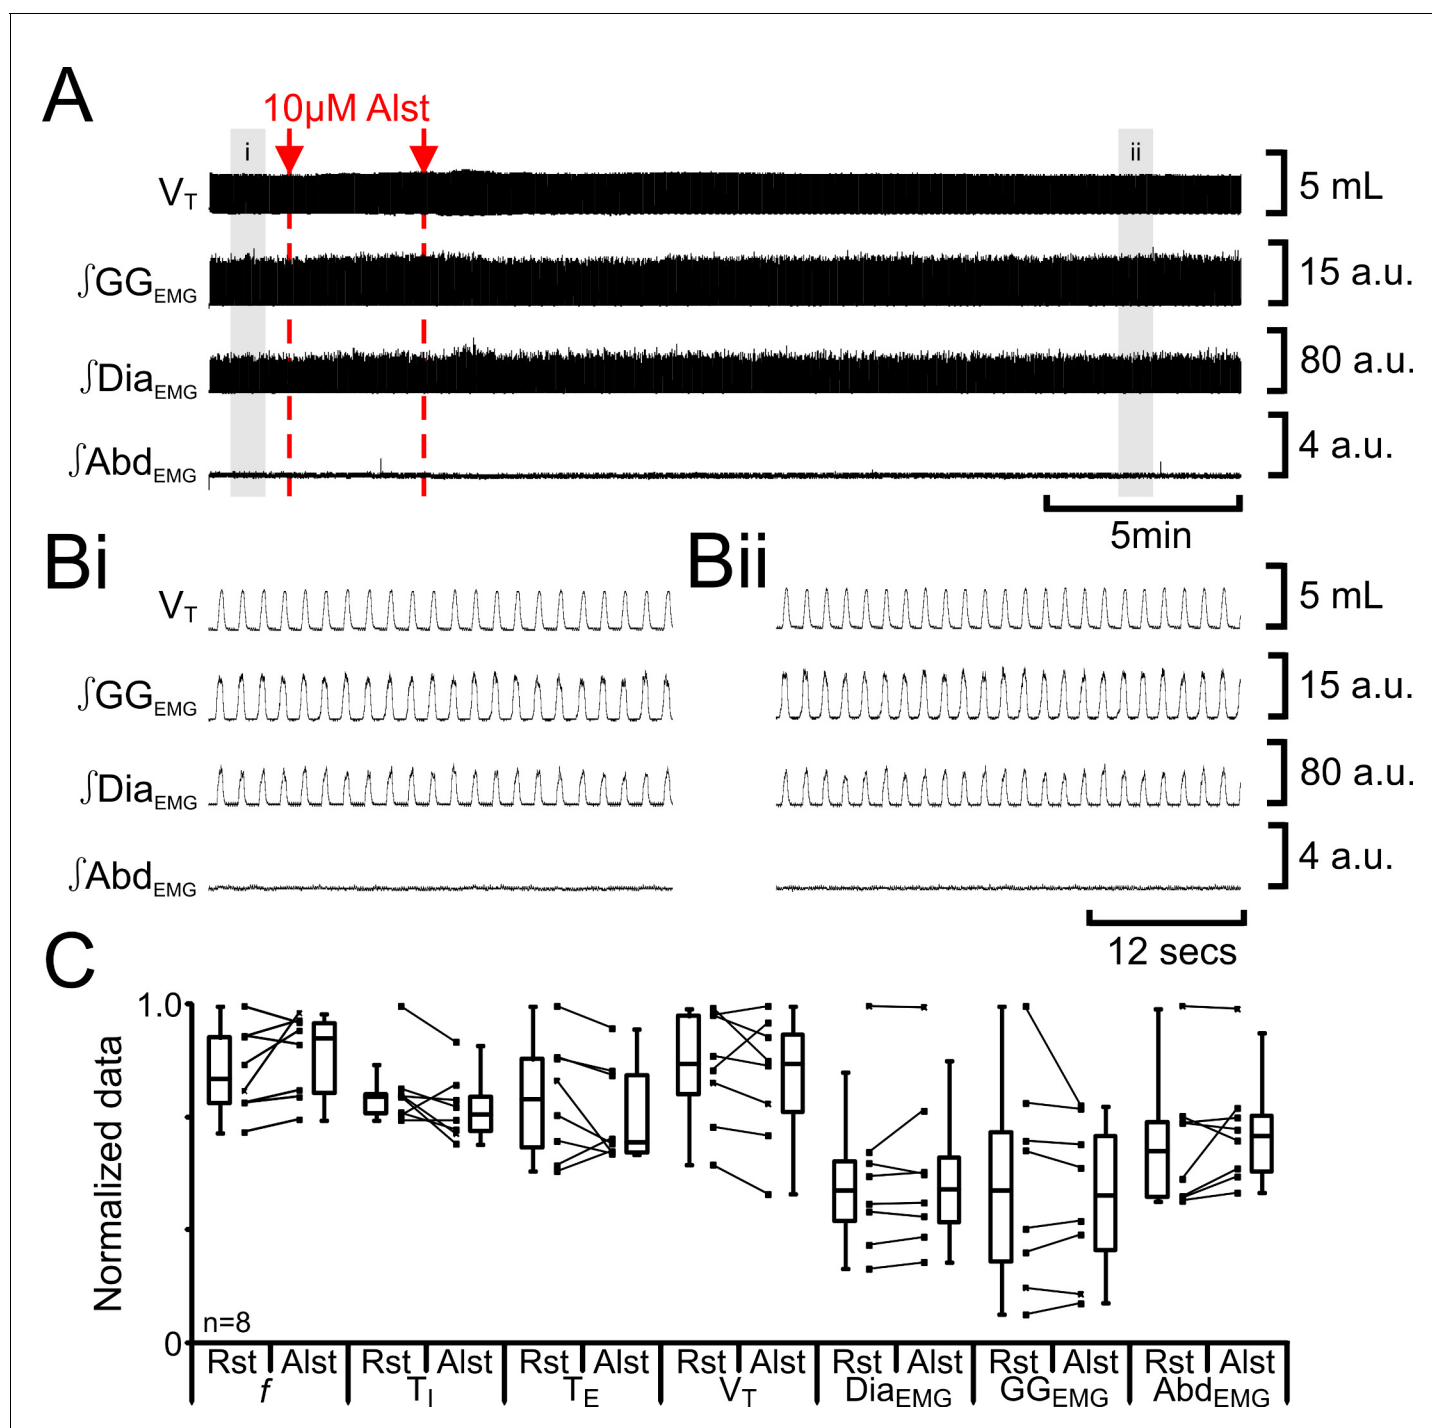 A
10µM Alst
i
ii
V_T
5 mL
∫GG_EMG
15 a.u.
∫Dia_EMG
80 a.u.
∫Abd_EMG
4 a.u.
5min
Bi
Bii
V_T
5 mL
∫GG_EMG
15 a.u.
∫Dia_EMG
80 a.u.
∫Abd_EMG
4 a.u.
12 secs
C
1.0
Normalized data
n=8
0
Rst Alst Rst Alst Rst Alst Rst Alst Rst Alst Rst Alst Rst Alst
f T_I T_E V_T Dia_EMG GG_EMG Abd_EMG